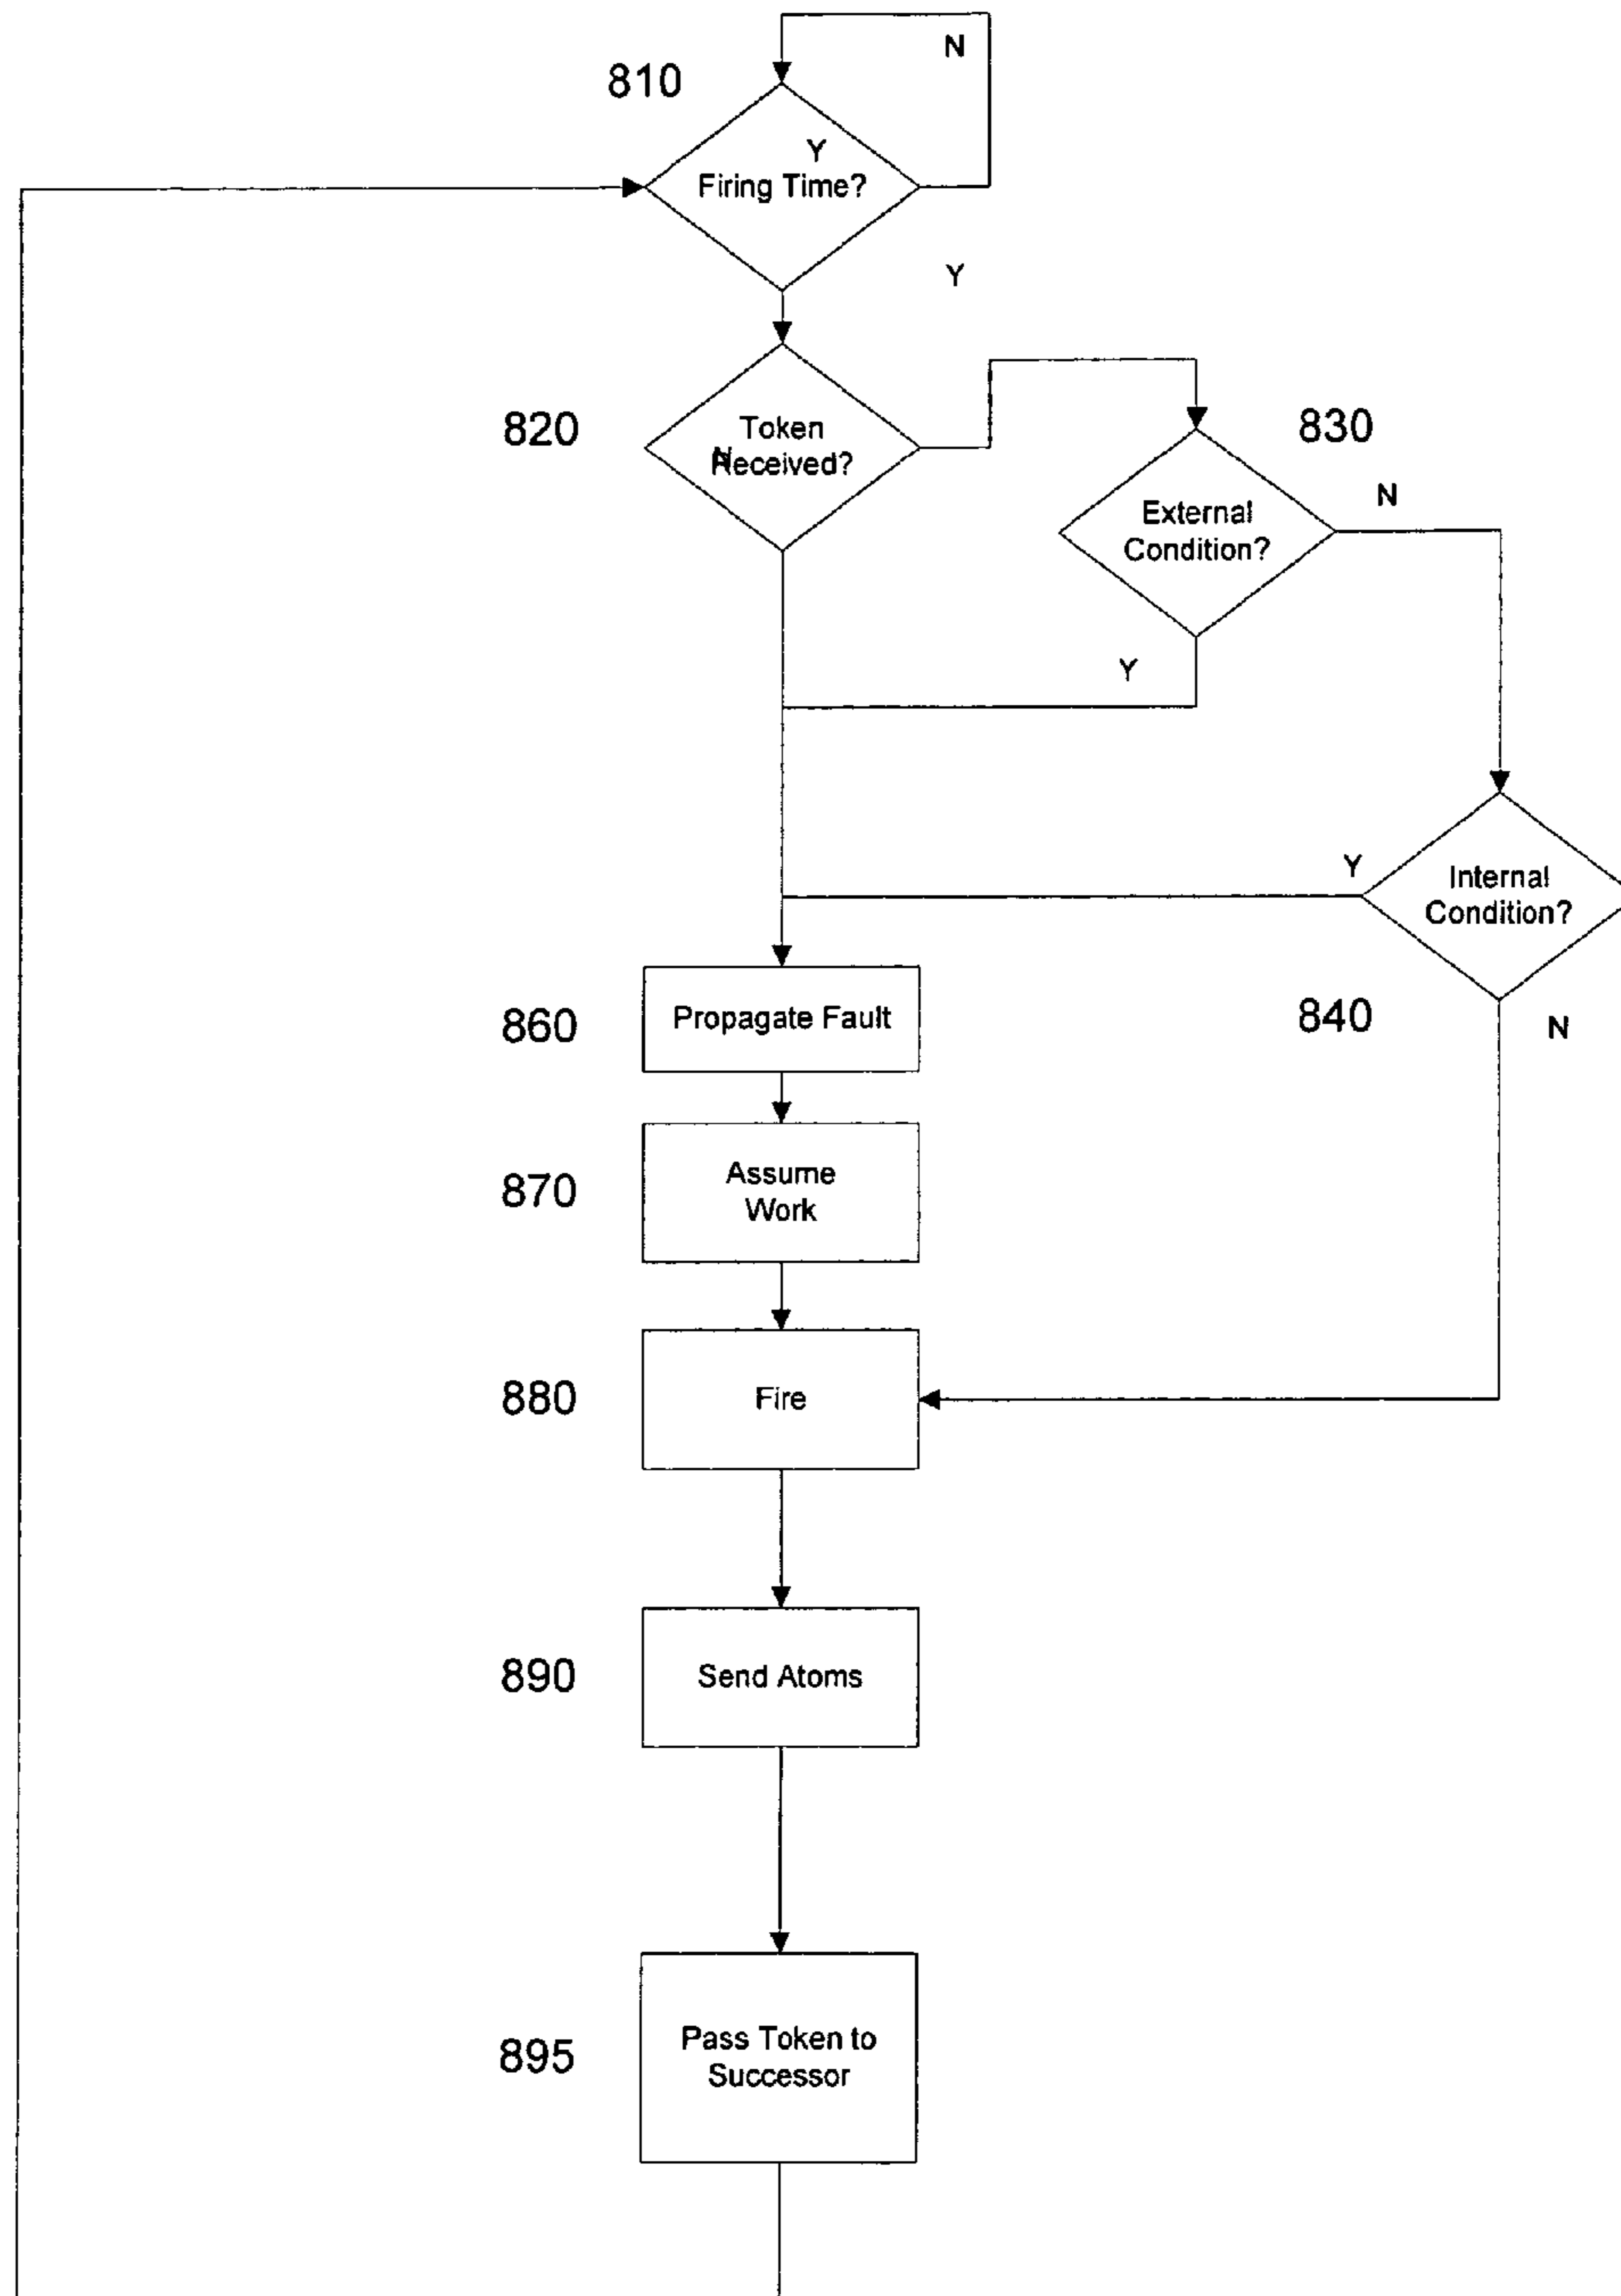 N
810
Y
Firing Time?
Y
820
Token
N
Received?
830
External
Condition?
N
Y
Y
Internal
Condition?
840
N
860
Propagate Fault
870
Assume
Work
880
Fire
890
Send Atoms
895
Pass Token to
Successor